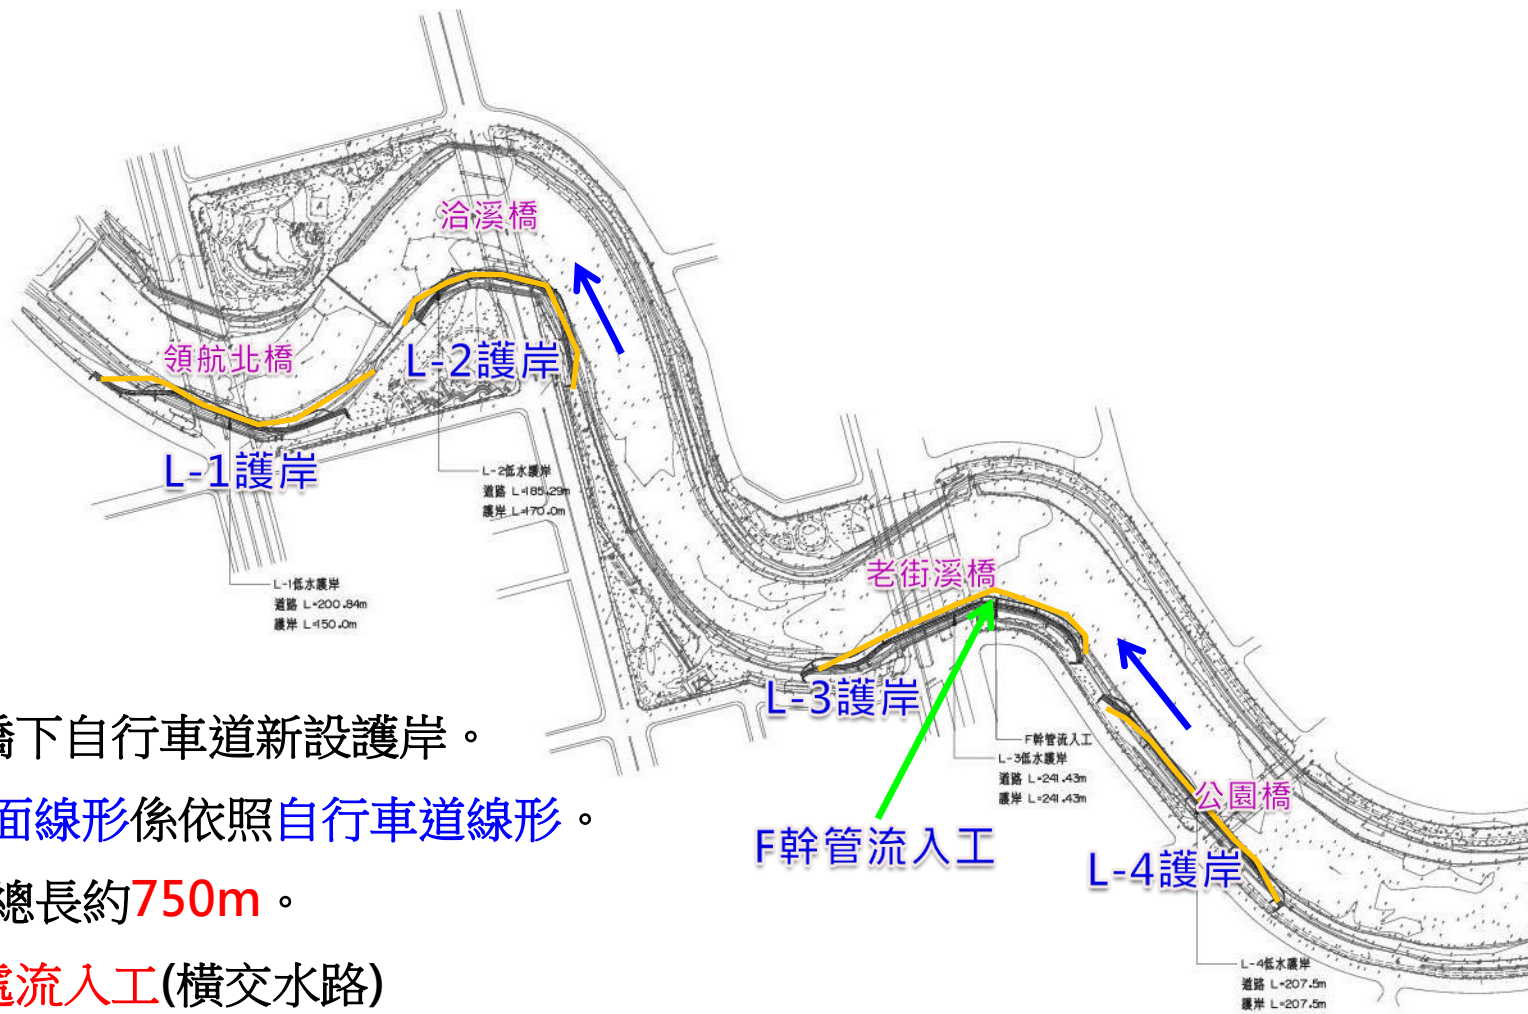 洽溪橋
領航北橋
L-2護岸
L-1護岸
L-2低水護岸
道路 L=185.29m
護岸 L=170.0m
老街溪橋
L-1低水護岸
道路 L=200.84m
護岸 L=150.0m
L-3護岸
橋下自行車道新設護岸。
F幹管流入工
L-3低水護岸
道路 L=241.43m
護岸 L=241.43m
公園橋
面線形係依照自行車道線形。
F幹管流入工
L-4護岸
總長約750m。
L-4低水護岸
道路 L=207.5m
護岸 L=207.5m
處流入工(橫交水路)